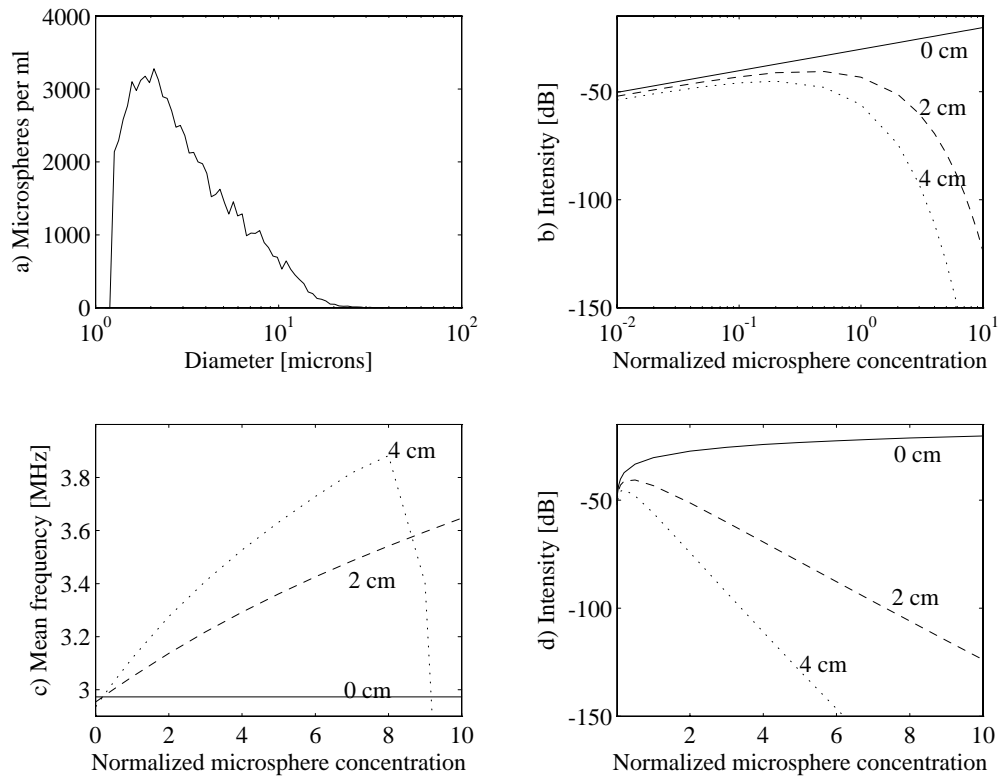 a) Microspheres per ml
4000
3000
2000
1000
0
10^0
10^1
10^2
Diameter [microns]
b) Intensity [dB]
-50
-100
-150
0 cm
2 cm
4 cm
10^-2
10^-1
10^0
10^1
Normalized microsphere concentration
c) Mean frequency [MHz]
3.8
3.6
3.4
3.2
3
4 cm
2 cm
0 cm
0 2 4 6 8 10
Normalized microsphere concentration
d) Intensity [dB]
-50
-100
-150
0 cm
2 cm
4 cm
2 4 6 8 10
Normalized microsphere concentration